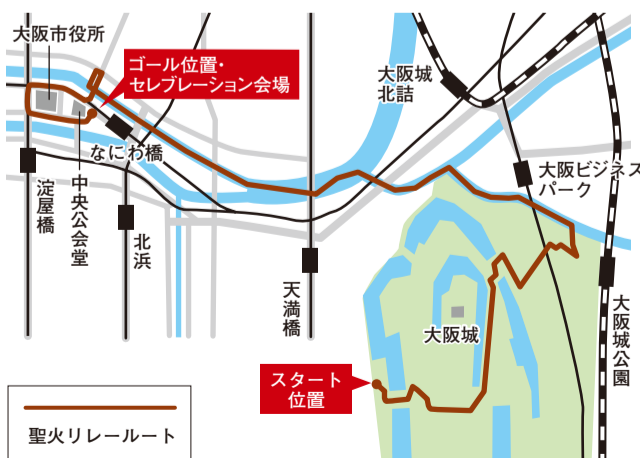 大阪市役所
ゴール位置・
セレブレーション会場
大阪城
北詰
なにわ橋
大阪ビジネス
パーク
淀屋橋
中央公会堂
北浜
天満橋
大阪城
大阪城公園
スタート
位置
聖火リレールート